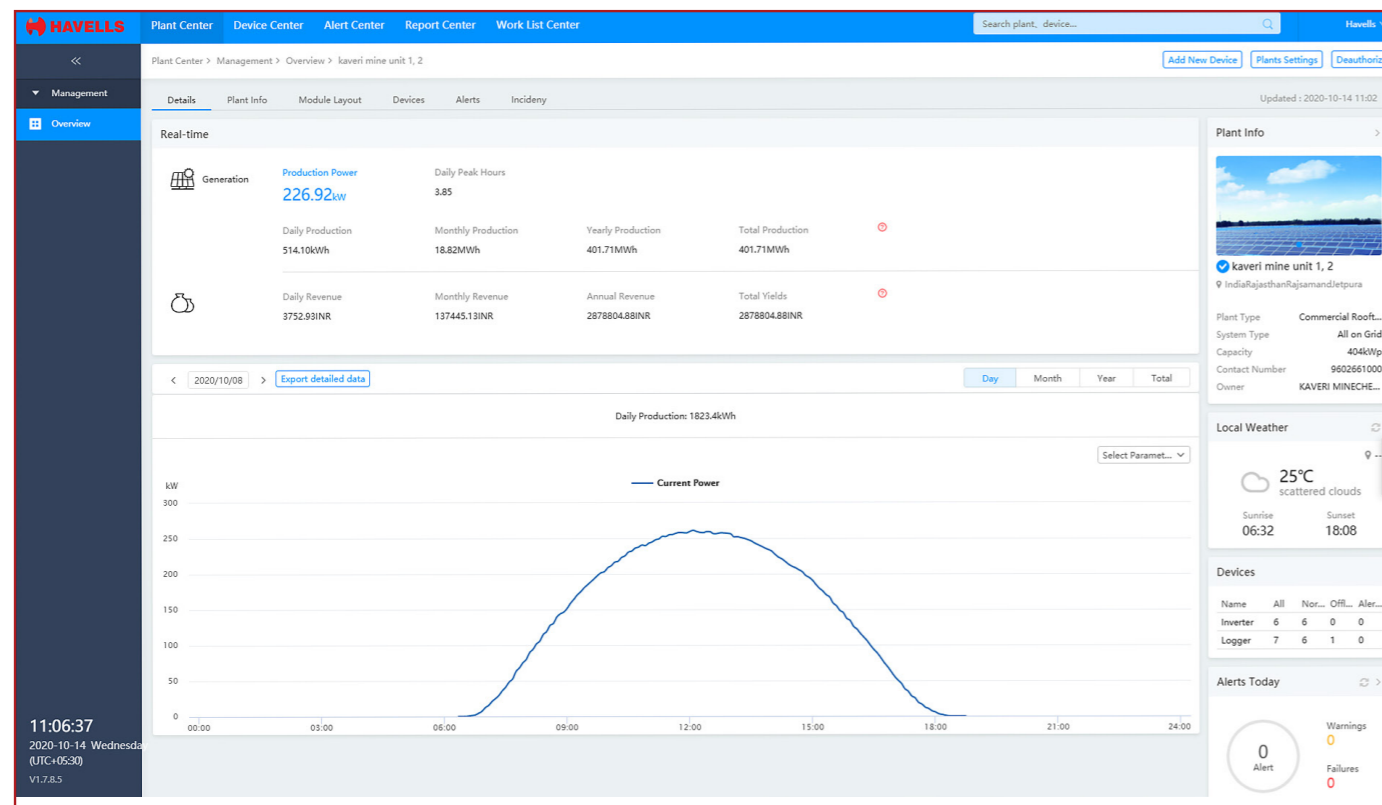 HAVELLS
Plant Center Device Center Alert Center Report Center Work List Center
Search plant, device...
Havells
Plant Center > Management > Overview > kaveri mine unit 1, 2
Add New Device Plants Settings Deauthoriz
Management
Overview
Details Plant Info Module Layout Devices Alerts Incideny
Updated : 2020-10-14 11:02
Real-time
Generation
Production Power Daily Peak Hours
226.92kW 3.85
Daily Production Monthly Production Yearly Production Total Production
514.10kWh 18.82MWh 401.71MWh 401.71MWh
Daily Revenue Monthly Revenue Annual Revenue Total Yields
3752.93INR 137445.13INR 2878804.88INR 2878804.88INR
< 2020/10/08 > Export detailed data
Day Month Year Total
Daily Production: 1823.4kWh
Select Paramet...
kW
Current Power
300
250
200
150
100
50
0
00:00 03:00 06:00 09:00 12:00 15:00 18:00 21:00 24:00
Plant Info
kaveri mine unit 1, 2
IndiaRajasthanRajsamandJetpura
Plant Type Commercial Rooft...
System Type All on Grid
Capacity 404kWp
Contact Number 9602661000
Owner KAVERI MINECHE...
Local Weather
--
25°C
scattered clouds
Sunrise Sunset
06:32 18:08
Devices
Name All Nor... Offl... Aler...
Inverter 6 6 0 0
Logger 7 6 1 0
Alerts Today
0
Alert
Warnings
0
Failures
0
11:06:37
2020-10-14 Wednesday
(UTC+05:30)
V1.7.8.5